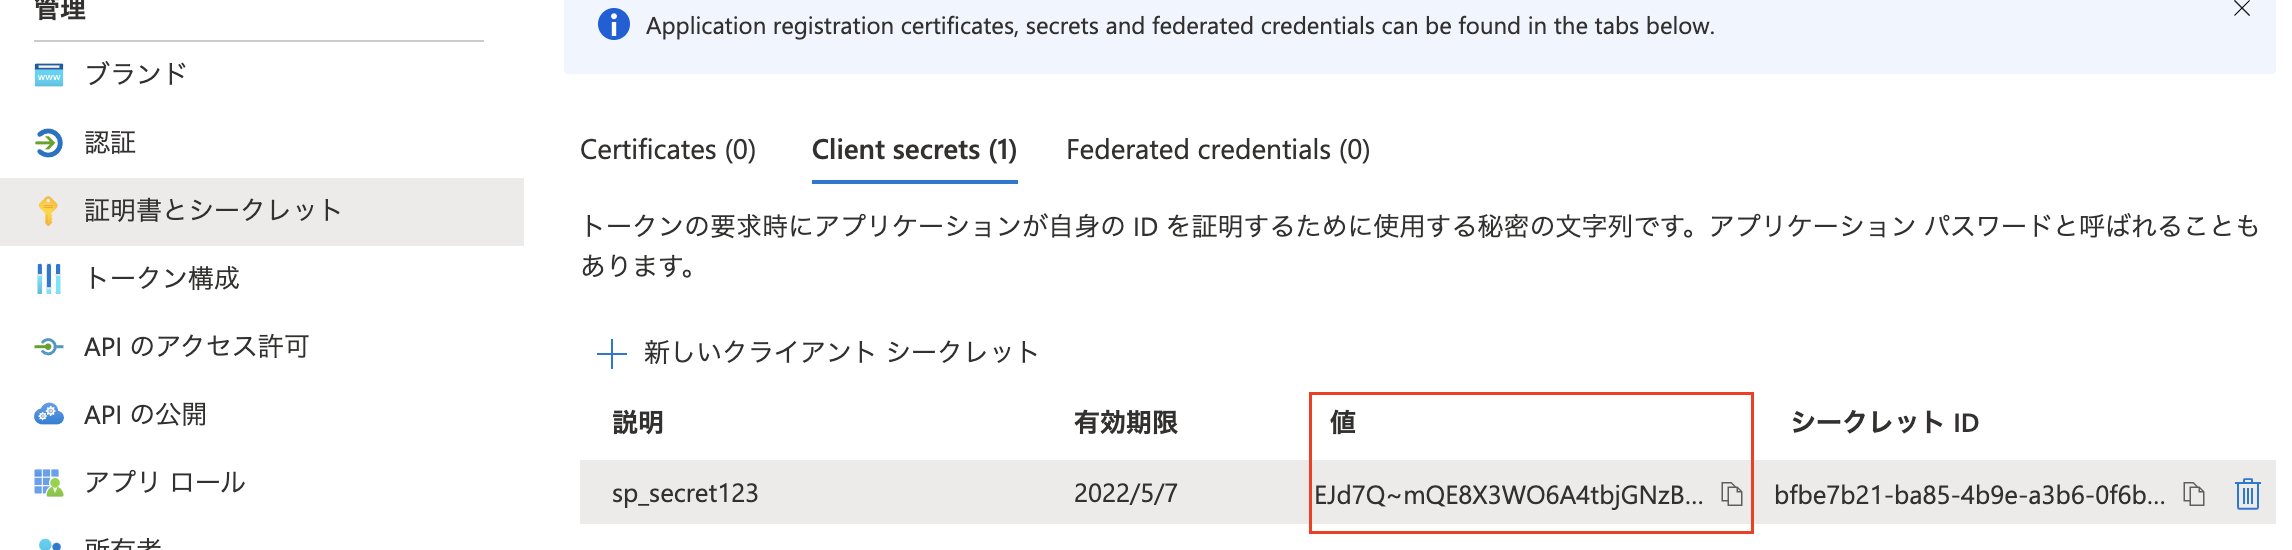 管理
ブランド
認証
証明書とシークレット
トークン構成
API のアクセス許可
API の公開
アプリ ロール
所有者
Application registration certificates, secrets and federated credentials can be found in the tabs below.
Certificates (0)
Client secrets (1)
Federated credentials (0)
トークンの要求時にアプリケーションが自身の ID を証明するために使用する秘密の文字列です。アプリケーション パスワードと呼ばれることも
あります。
新しいクライアント シークレット
説明 有効期限 値 シークレット ID
sp_secret123 2022/5/7 EJd7Q~mQE8X3WO6A4tbjGNzB... bfbe7b21-ba85-4b9e-a3b6-0f6b...